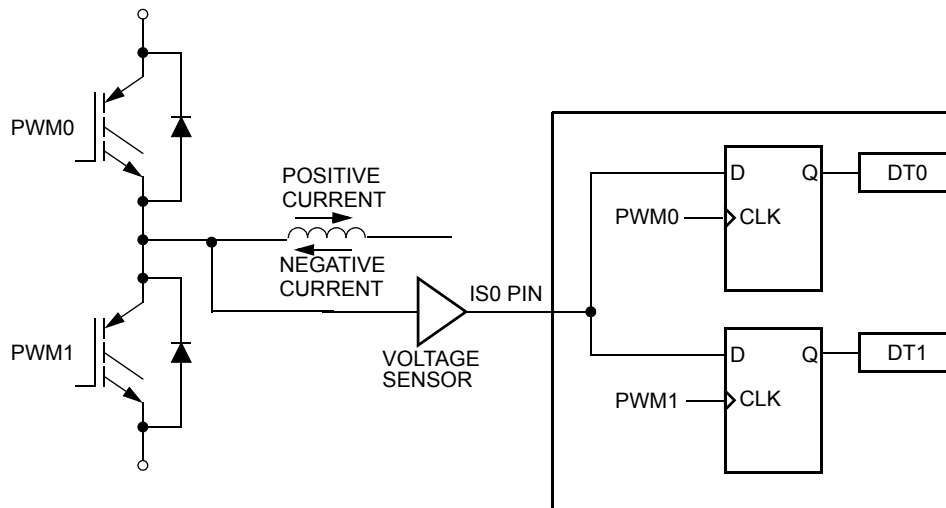 PWM0
POSITIVE
CURRENT
NEGATIVE
CURRENT
PWM1
VOLTAGE
SENSOR
IS0 PIN
D
Q
DT0
PWM0
CLK
D
Q
DT1
PWM1
CLK